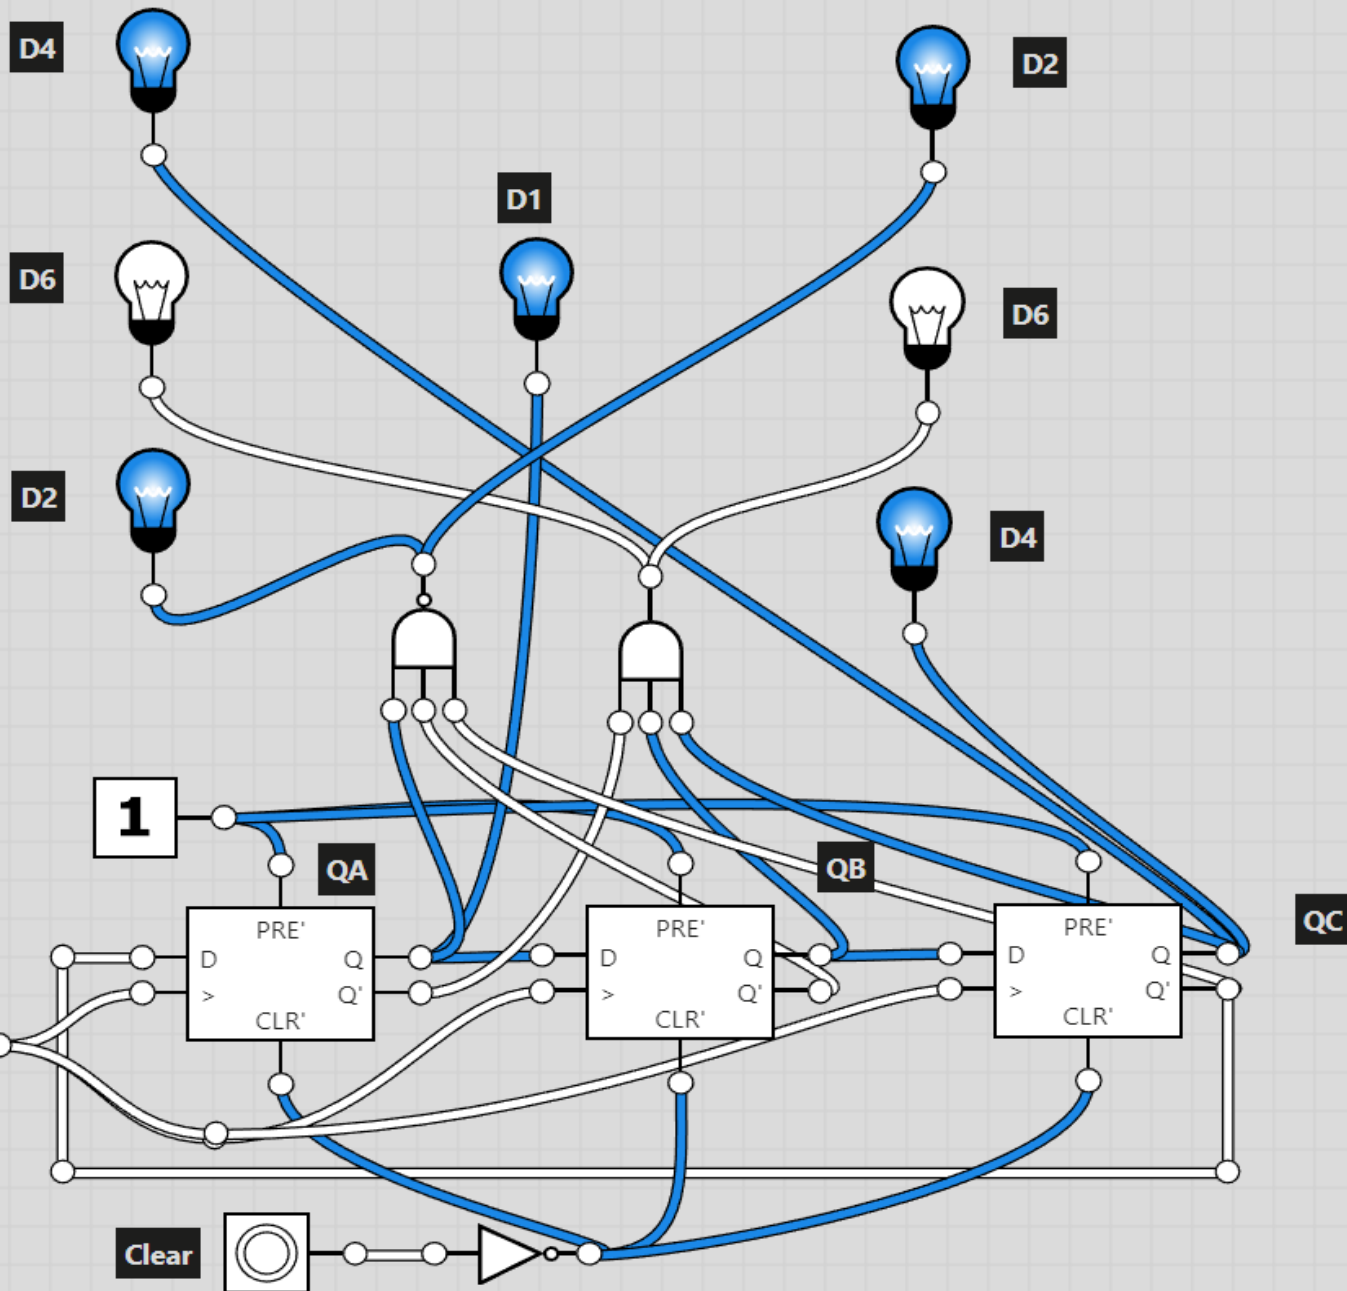 D4
D2
D1
D6
D6
D2
D4
1
QA
QB
QC
PRE'
D Q
> Q'
CLR'
PRE'
D Q
> Q'
CLR'
PRE'
D Q
> Q'
CLR'
Clear